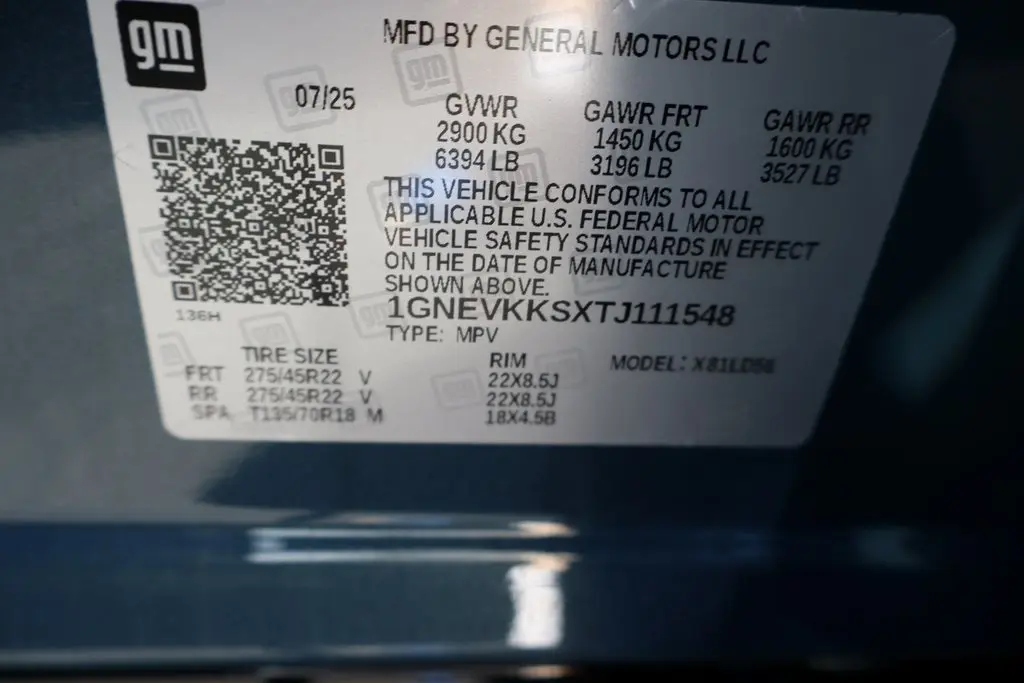 gm
MFD BY GENERAL MOTORS LLC
07/25
GVWR GAWR FRT GAWR RR
2900 KG 1450 KG 1600 KG
6394 LB 3196 LB 3527 LB
THIS VEHICLE CONFORMS TO ALL
APPLICABLE U.S. FEDERAL MOTOR
VEHICLE SAFETY STANDARDS IN EFFECT
ON THE DATE OF MANUFACTURE
SHOWN ABOVE.
136H
1GNEVKKSXTJ111548
TYPE: MPV
TIRE SIZE RIM MODEL: X81LD56
FRT 275/45R22 V 22X8.5J
RR 275/45R22 V 22X8.5J
SPA T135/70R18 M 18X4.5B